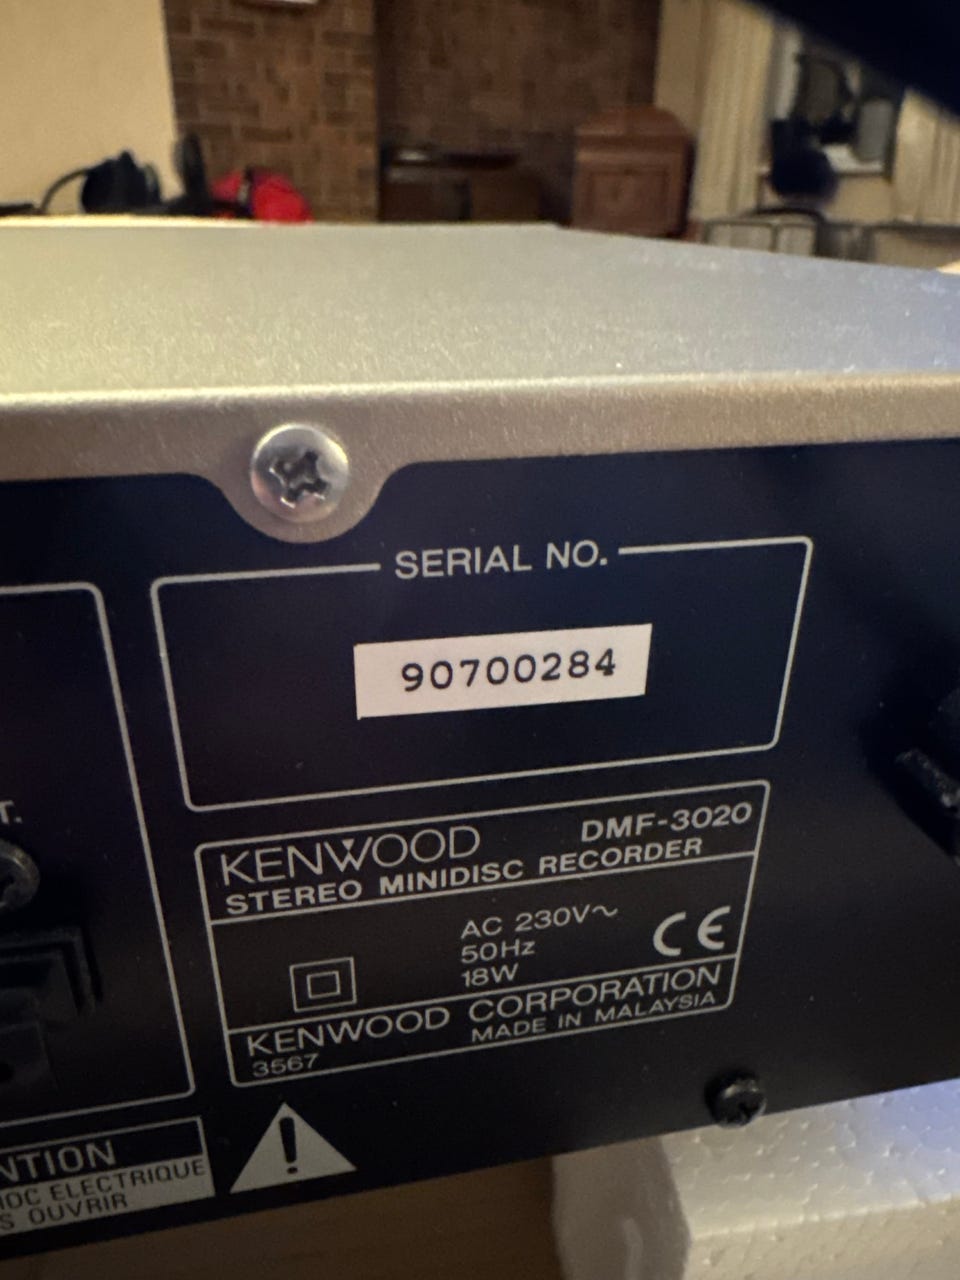 SERIAL NO.
90700284
T.
KENWOOD DMF-3020
STEREO MINIDISC RECORDER
AC 230V~
50Hz
18W
CE
KENWOOD CORPORATION
3567 MADE IN MALAYSIA
NTION
HOC ELECTRIQUE
S OUVRIR